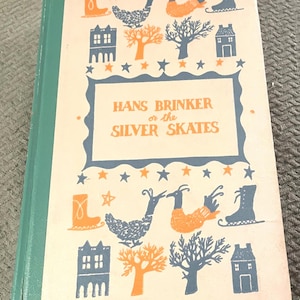 HANS BRINKER
or the
SILVER SKATES